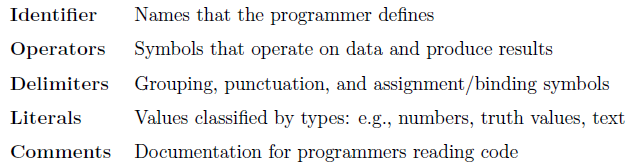 Identifier Names that the programmer defines
Operators Symbols that operate on data and produce results
Delimiters Grouping, punctuation, and assignment/binding symbols
Literals Values classified by types: e.g., numbers, truth values, text
Comments Documentation for programmers reading code